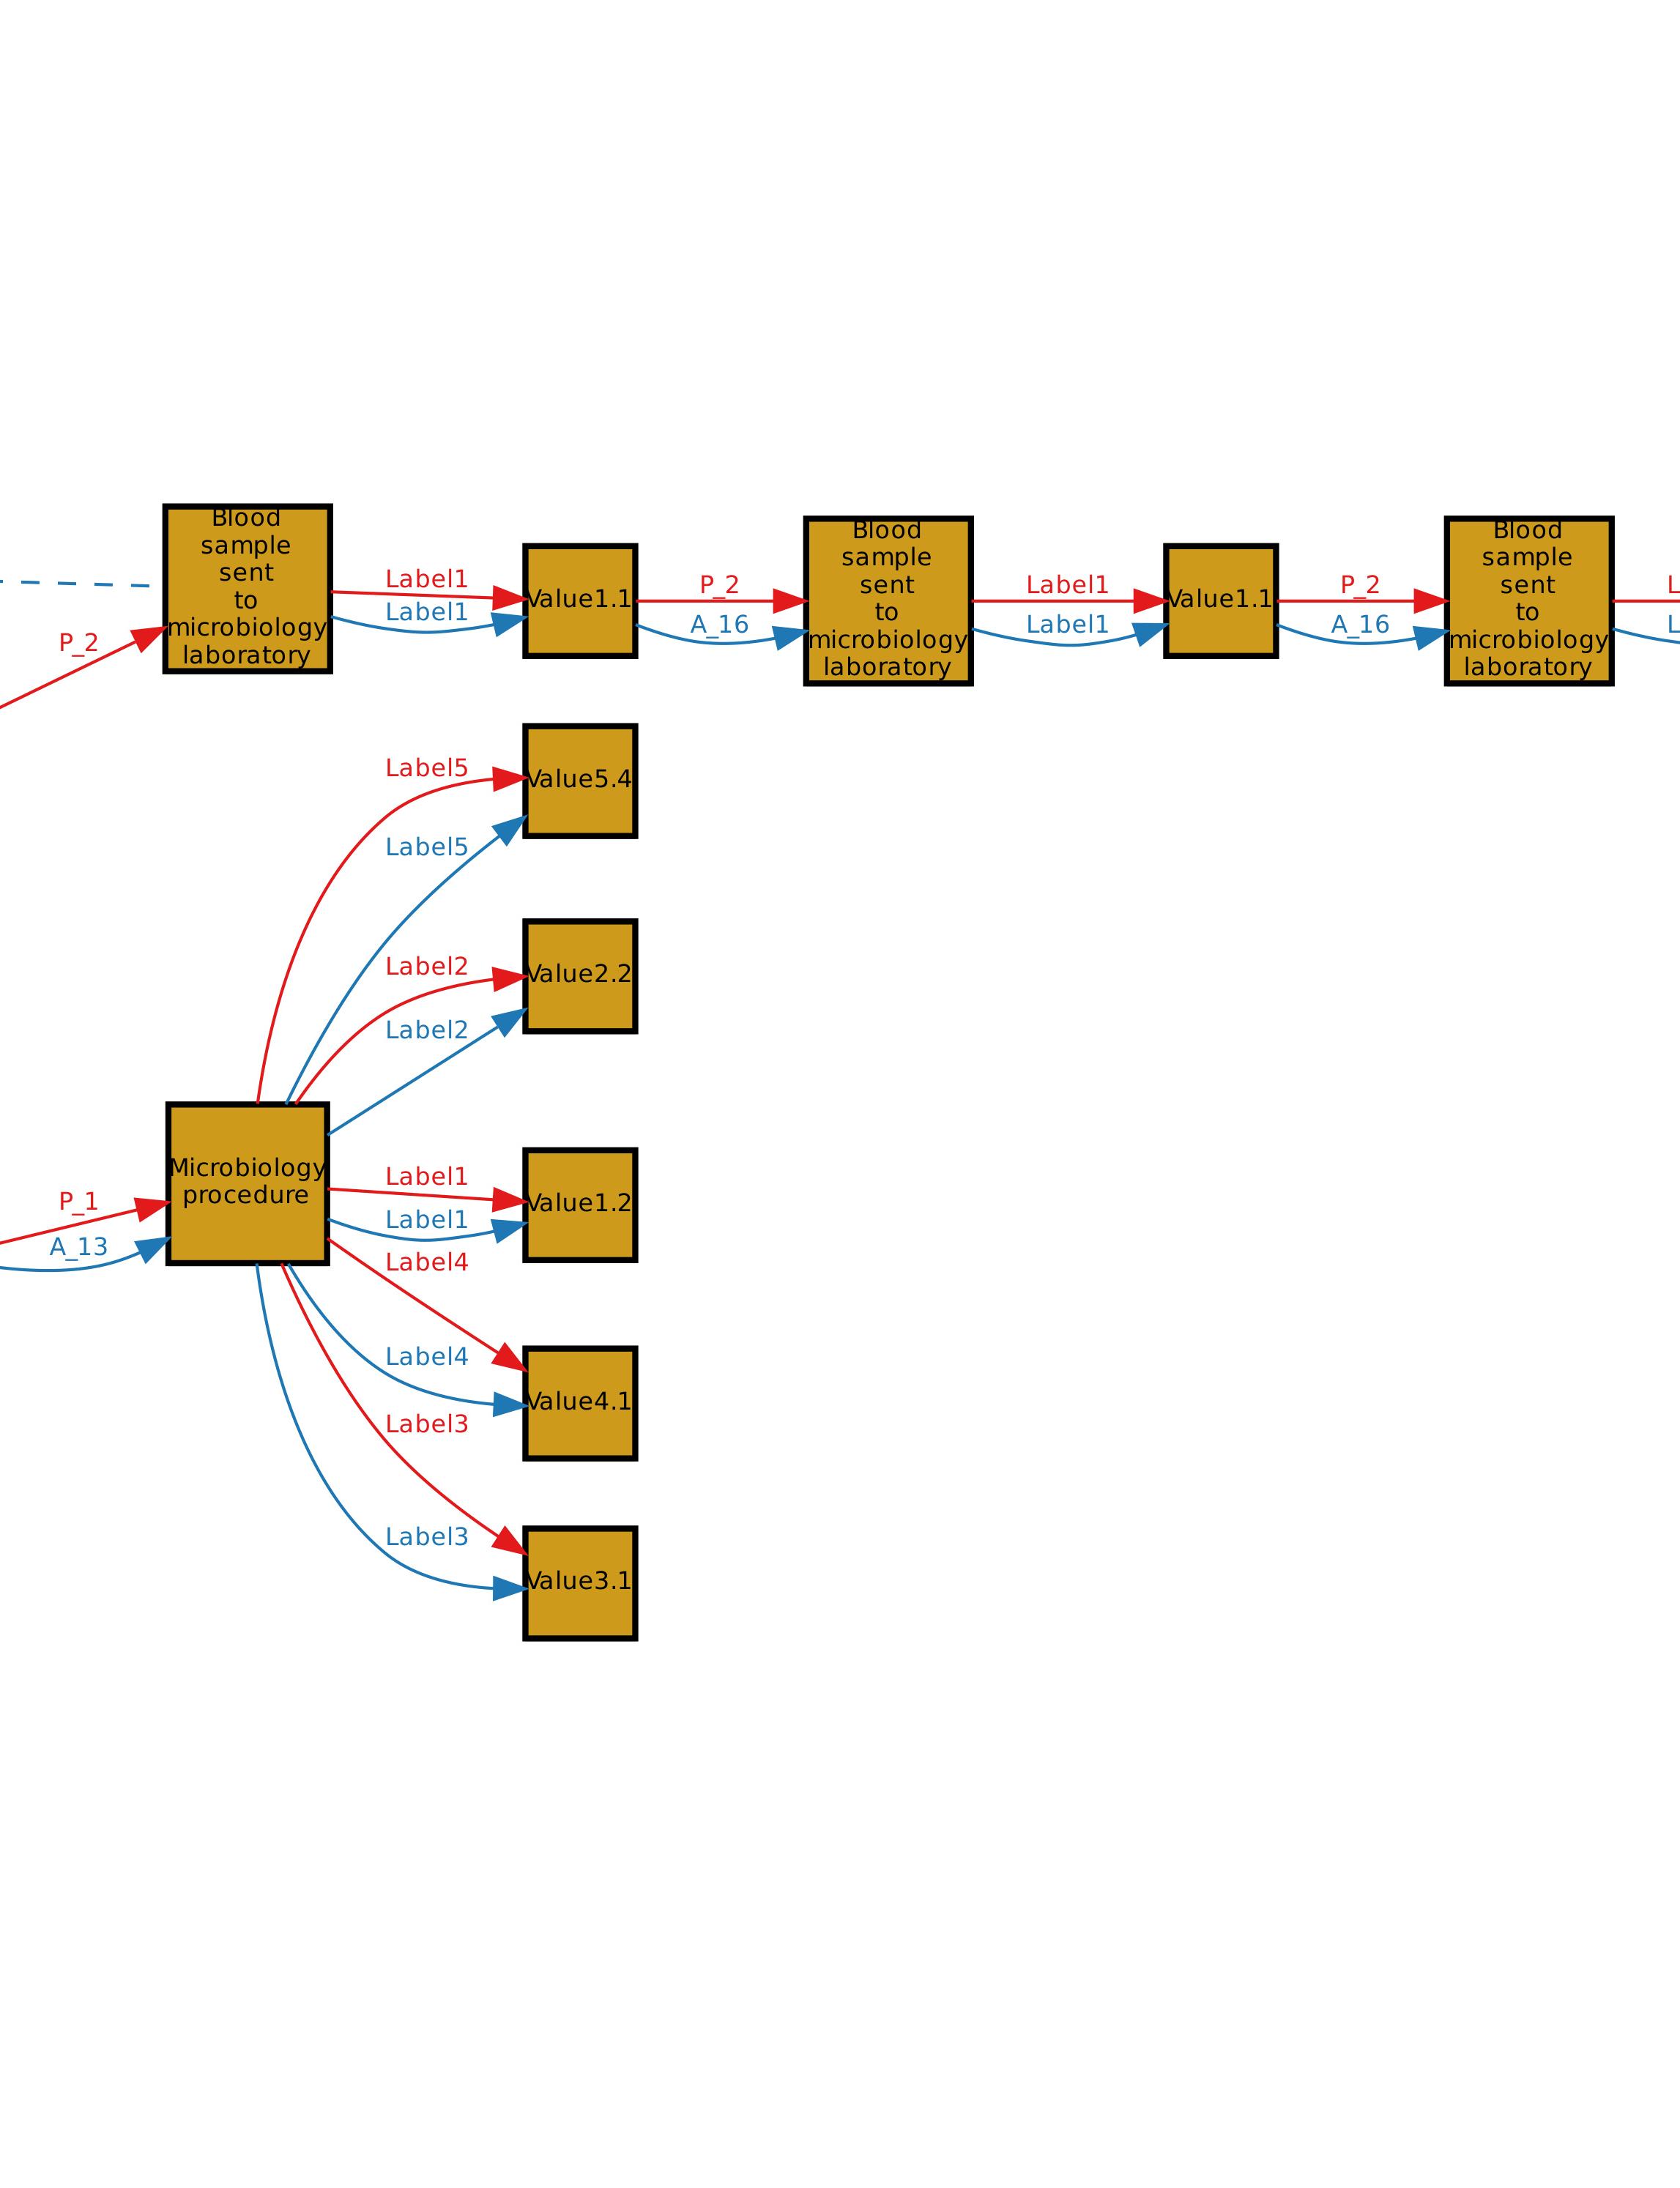 Blood
sample
sent
to
microbiology
laboratory
Label1
Label1
Value1.1
P_2
A_16
Blood
sample
sent
to
microbiology
laboratory
Label1
Label1
Value1.1
P_2
A_16
Blood
sample
sent
to
microbiology
laboratory
L
L
P_2
Label5
Value5.4
Label5
Label2
Value2.2
Label2
Microbiology
procedure
P_1
A_13
Label1
Value1.2
Label1
Label4
Label4
Value4.1
Label3
Label3
Value3.1